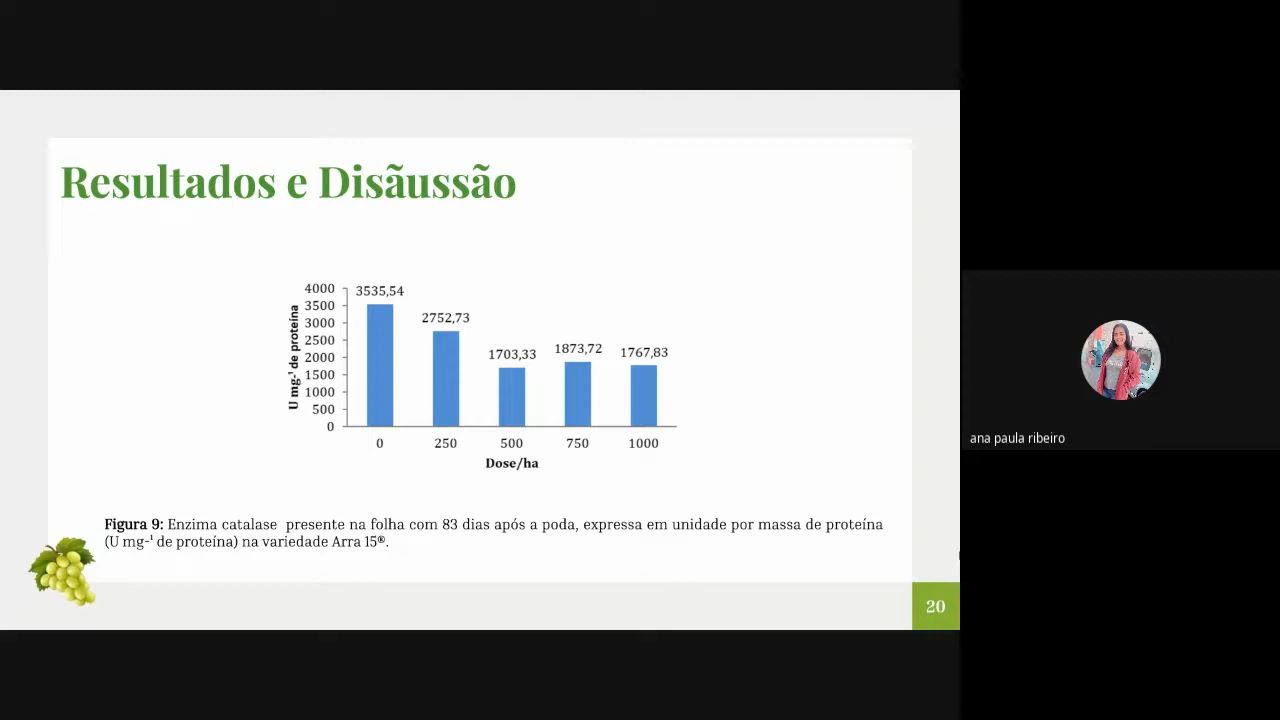 Resultados e Disãussão
4000
3500
3000
2500
2000
1500
1000
500
0
U mg-¹ de proteína
3535,54
2752,73
1703,33
1873,72
1767,83
0 250 500 750 1000
Dose/ha
Figura 9: Enzima catalase presente na folha com 83 dias após a poda, expressa em unidade por massa de proteína
(U mg-¹ de proteína) na variedade Arra 15®.
20
ana paula ribeiro